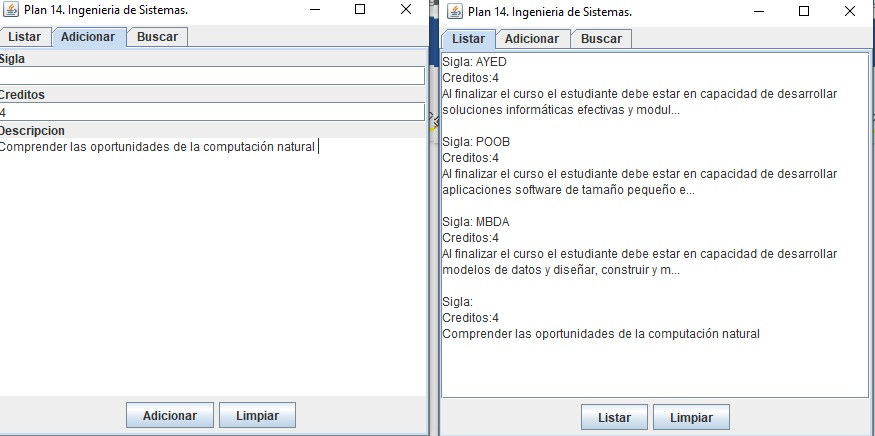 Plan 14. Ingenieria de Sistemas.
Listar Adicionar Buscar
Sigla
Creditos
4
Descripcion
Comprender las oportunidades de la computación natural
Adicionar Limpiar
Plan 14. Ingenieria de Sistemas.
Listar Adicionar Buscar
Sigla: AYED
Creditos:4
Al finalizar el curso el estudiante debe estar en capacidad de desarrollar
soluciones informáticas efectivas y modul...
Sigla: POOB
Creditos:4
Al finalizar el curso el estudiante debe estar en capacidad de desarrollar
aplicaciones software de tamaño pequeño e...
Sigla: MBDA
Creditos:4
Al finalizar el curso el estudiante debe estar en capacidad de desarrollar
modelos de datos y diseñar, construir y m...
Sigla:
Creditos:4
Comprender las oportunidades de la computación natural
Listar Limpiar